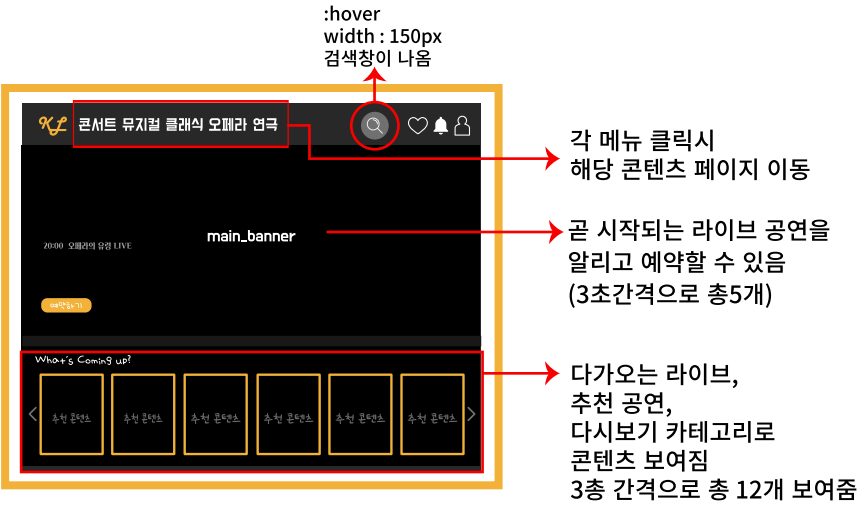 :hover
width : 150px
검색창이 나옴
KL 콘서트 뮤지컬 클래식 오페라 연극
각 메뉴 클릭시
해당 콘텐츠 페이지 이동
main_banner
20:00 오페라의 유령 LIVE
예약하기
곧 시작되는 라이브 공연을
알리고 예약할 수 있음
(3초간격으로 총5개)
What's Coming up?
추천 콘텐츠 추천 콘텐츠 추천 콘텐츠 추천 콘텐츠 추천 콘텐츠 추천 콘텐츠
다가오는 라이브,
추천 공연,
다시보기 카테고리로
콘텐츠 보여짐
3총 간격으로 총 12개 보여줌